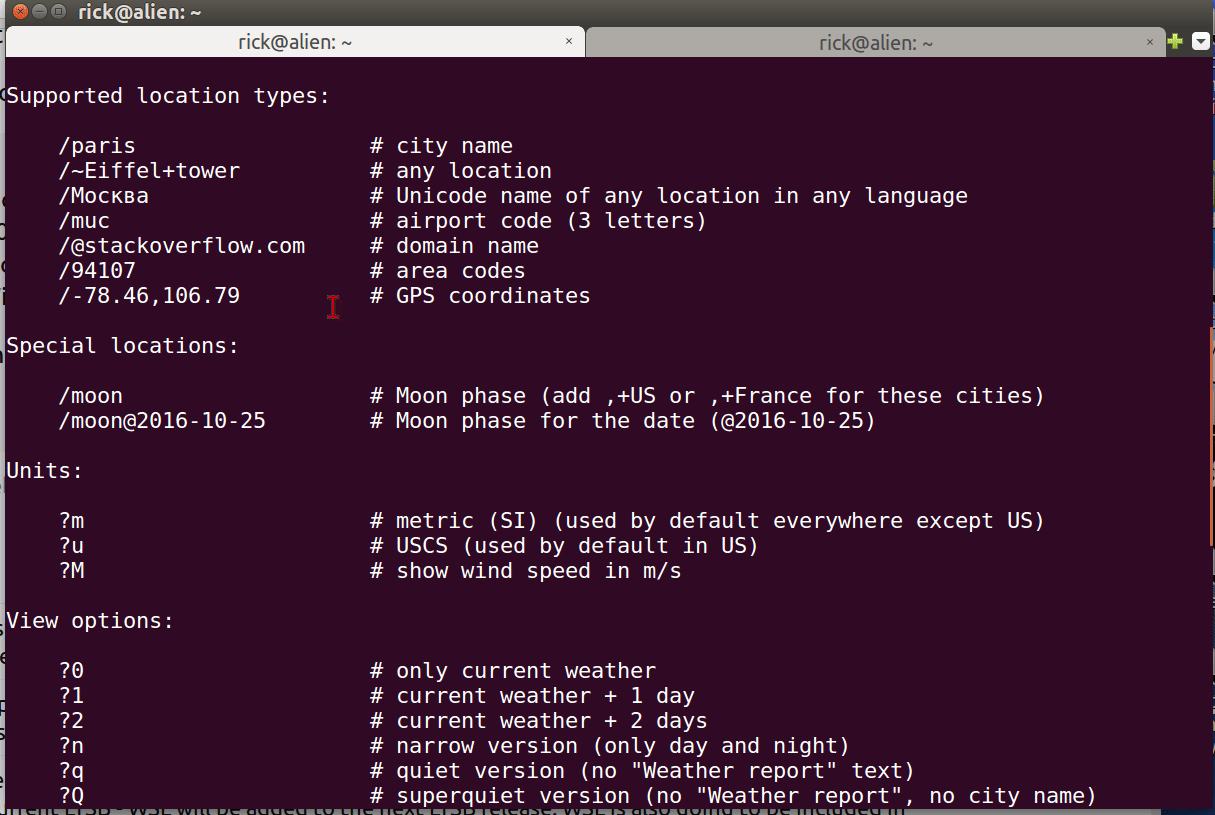 rick@alien: ~
rick@alien: ~
rick@alien: ~
Supported location types:
/paris # city name
/~Eiffel+tower # any location
/Москва # Unicode name of any location in any language
/muc # airport code (3 letters)
/@stackoverflow.com # domain name
/94107 # area codes
/-78.46,106.79 # GPS coordinates
Special locations:
/moon # Moon phase (add ,+US or ,+France for these cities)
/moon@2016-10-25 # Moon phase for the date (@2016-10-25)
Units:
?m # metric (SI) (used by default everywhere except US)
?u # USCS (used by default in US)
?M # show wind speed in m/s
View options:
?0 # only current weather
?1 # current weather + 1 day
?2 # current weather + 2 days
?n # narrow version (only day and night)
?q # quiet version (no "Weather report" text)
?Q # superquiet version (no "Weather report", no city name)